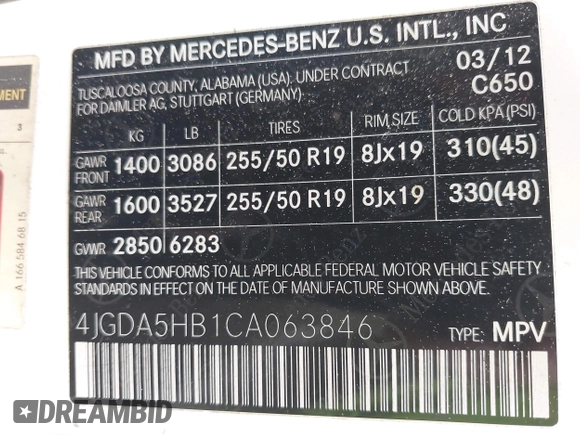 MFD BY MERCEDES-BENZ U.S. INTL., INC
TUSCALOOSA COUNTY, ALABAMA (USA). UNDER CONTRACT
FOR DAIMLER AG, STUTTGART (GERMANY)
03/12
C650
KG LB TIRES RIM, SIZE COLD KPA (PSI)
GAWR FRONT 1400 3086 255/50 R19 8Jx19 310(45)
GAWR REAR 1600 3527 255/50 R19 8Jx19 330(48)
GVWR 2850 6283
THIS VEHICLE CONFORMS TO ALL APPLICABLE FEDERAL MOTOR VEHICLE SAFETY
STANDARDS IN EFFECT ON THE DATE OF MANUFACTURE SHOWN ABOVE.
4JGDA5HB1CA063846 TYPE: MPV
MENT
3
A 166 584 68 15
DREAMBID